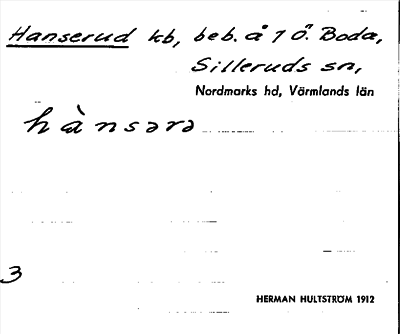 Hanserud kb, beb. å 7 Ö. Boda,
Silleruds sn,
Nordmarks hd, Värmlands län
hànsərə
3
HERMAN HULTSTRÖM 1912